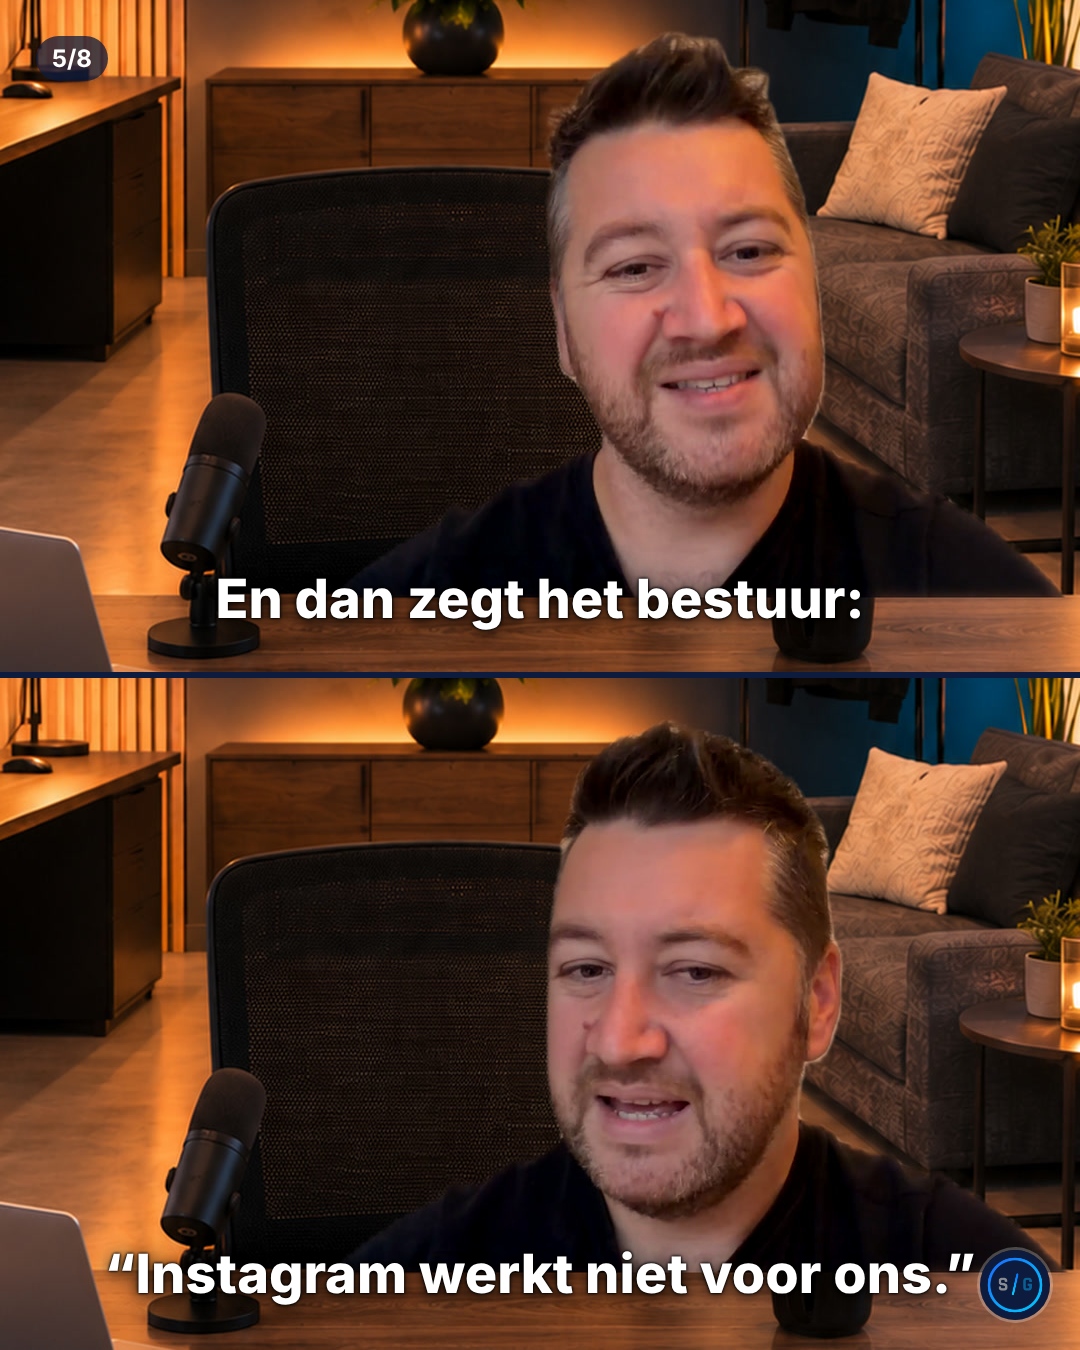 5/8
En dan zegt het bestuur:
“Instagram werkt niet voor ons.”
S/G